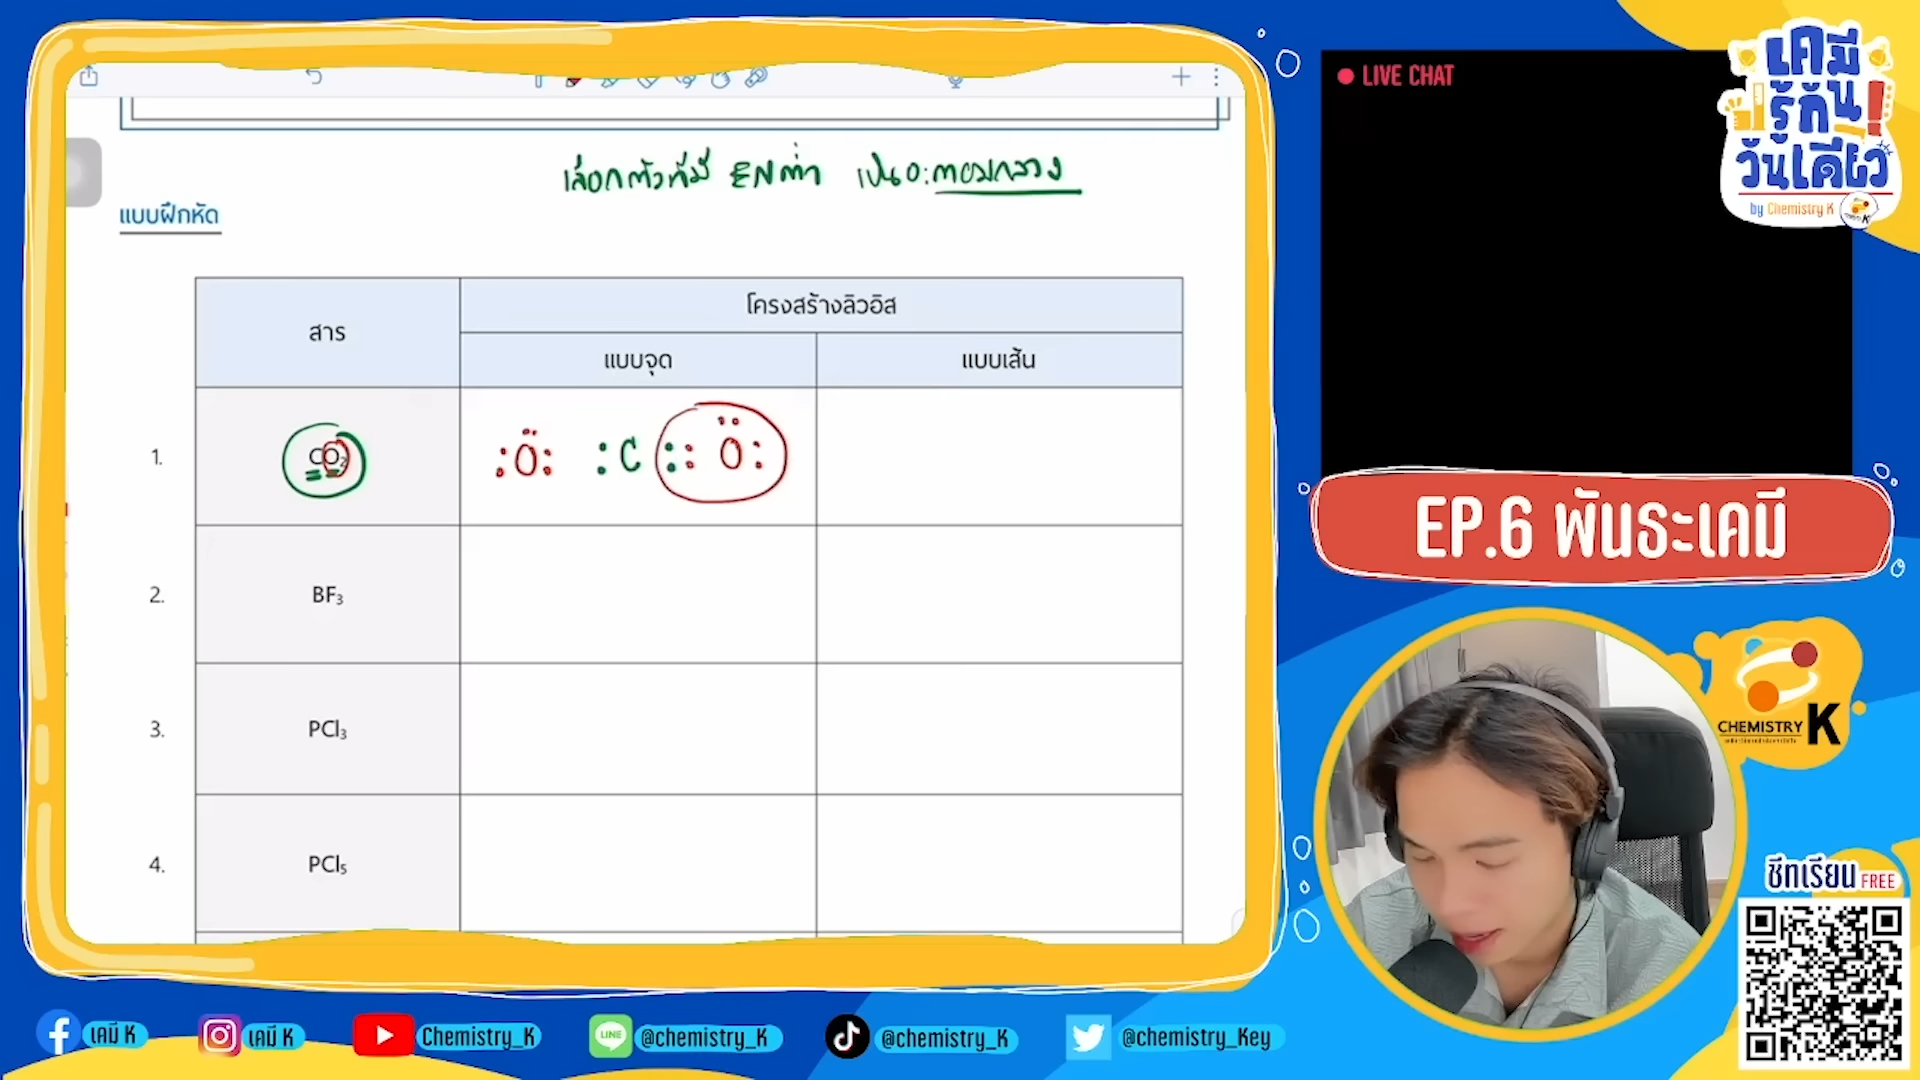 เลือกตัวที่มี EN ต่ำ เป็นอะตอมกลาง
แบบฝึกหัด
สาร
โครงสร้างลิวอิส
แบบจุด
แบบเส้น
1.
CO₂
O
C
O
2.
BF₃
3.
PCl₃
4.
PCl₅
LIVE CHAT
เคมี
รู้กัน!
วันเดียว
by Chemistry K
EP.6 พันธะเคมี
CHEMISTRY K
ชีทเรียน FREE
เคมี K
เคมี K
Chemistry_K
LINE
@chemistry_K
@chemistry_K
@chemistry_Key